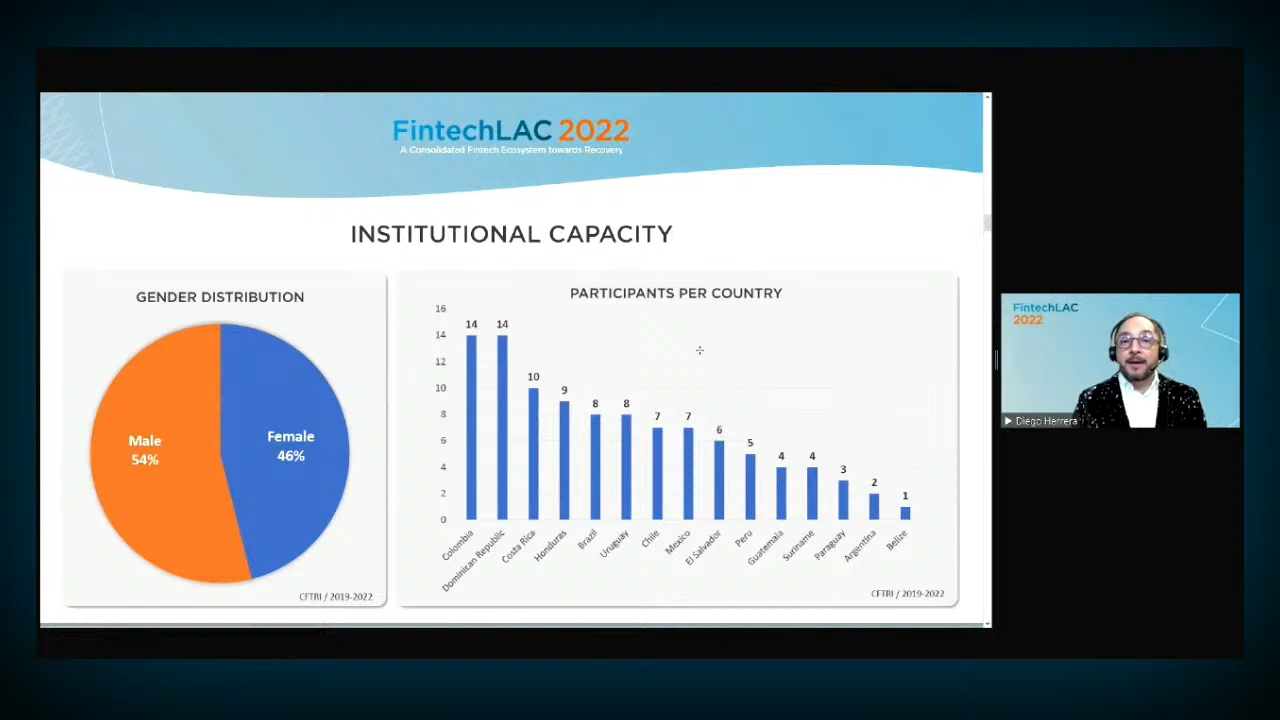 FintechLAC 2022
A Consolidated Fintech Ecosystem towards Recovery
INSTITUTIONAL CAPACITY
GENDER DISTRIBUTION
Male
54%
Female
46%
CFTRI / 2019-2022
PARTICIPANTS PER COUNTRY
16
14
12
10
8
6
4
2
0
14
14
10
9
8
8
7
7
6
5
4
4
3
2
1
Colombia
Dominican Republic
Costa Rica
Honduras
Brazil
Uruguay
Chile
Mexico
El Salvador
Peru
Guatemala
Suriname
Paraguay
Argentina
Belize
CFTRI / 2019-2022
FintechLAC
2022
Diego Herrera